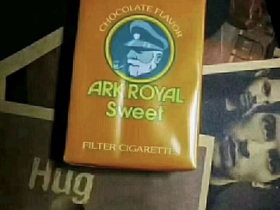 CHOCOLATE FLAVOR
ARK ROYAL
Sweet
FILTER CIGARETTES
Hug